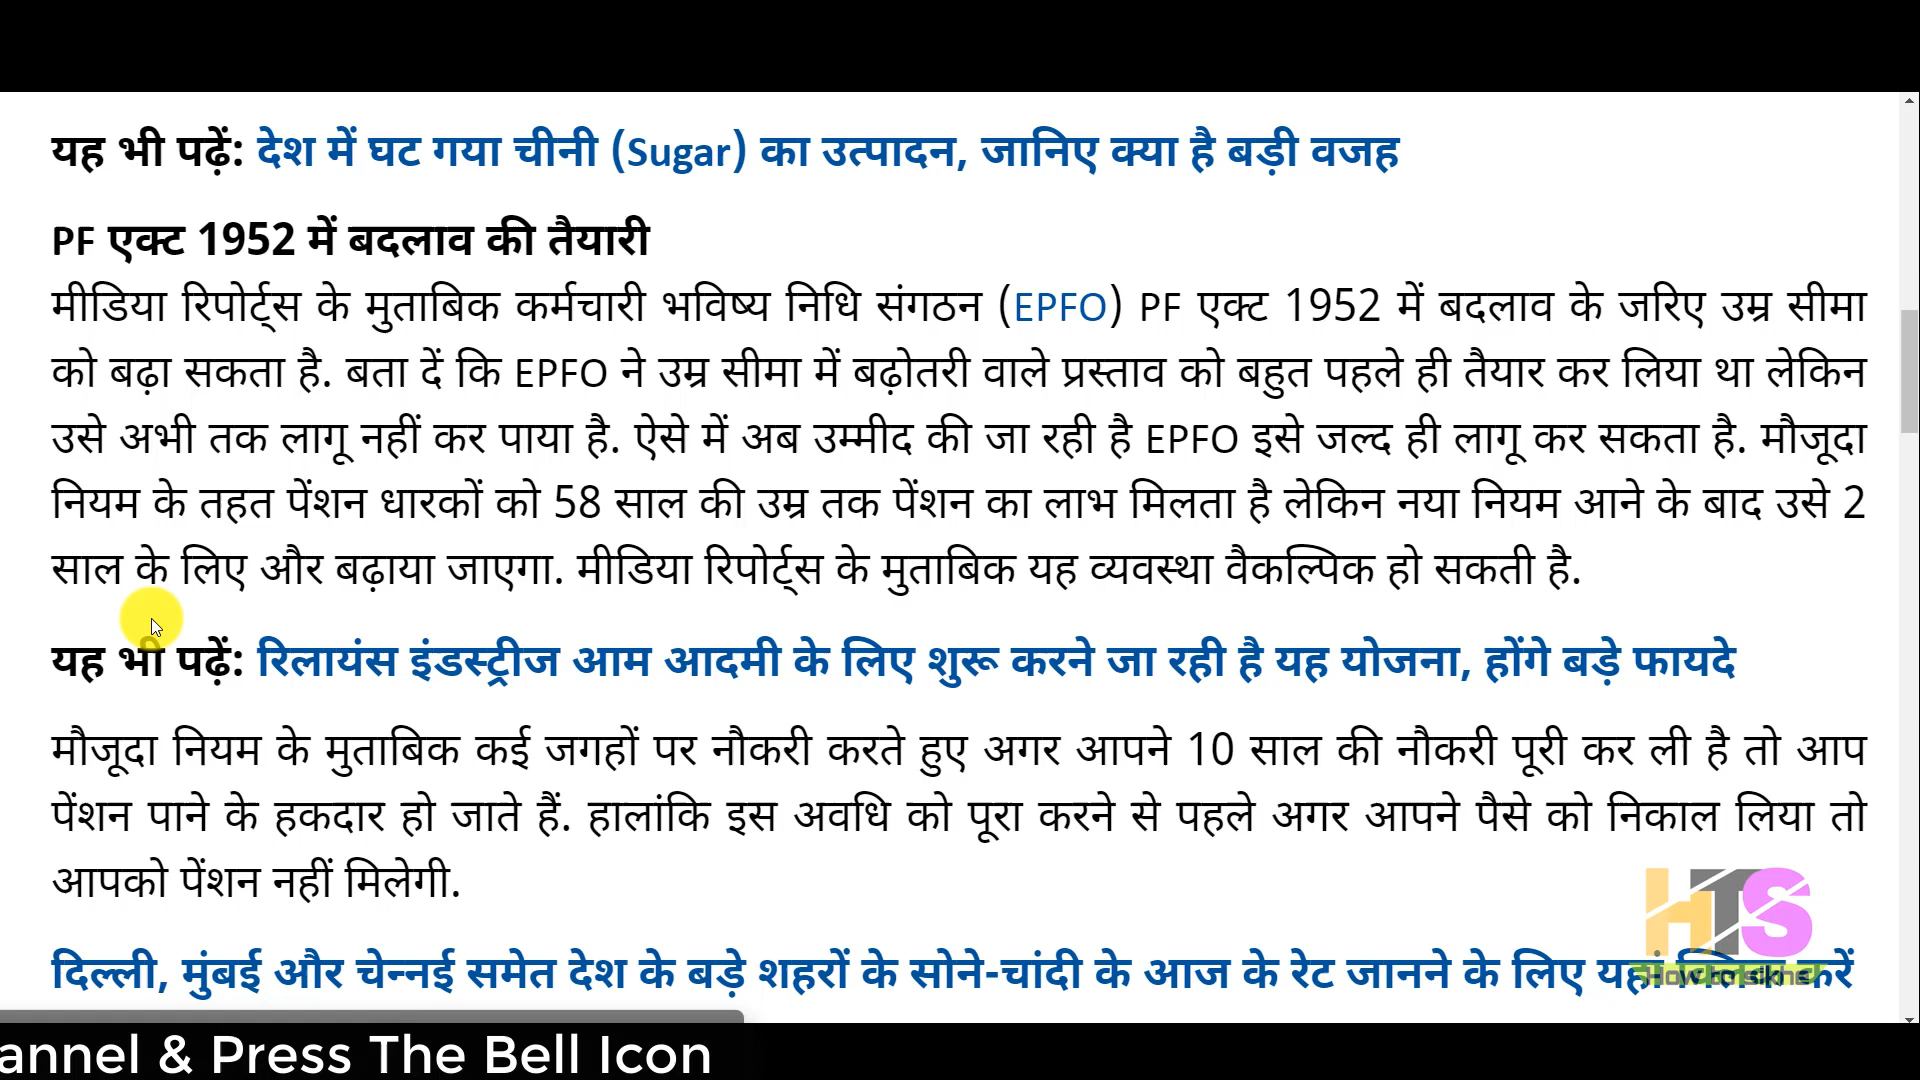 यह भी पढ़ें: देश में घट गया चीनी (Sugar) का उत्पादन, जानिए क्या है बड़ी वजह
PF एक्ट 1952 में बदलाव की तैयारी
मीडिया रिपोर्ट्स के मुताबिक कर्मचारी भविष्य निधि संगठन (EPFO) PF एक्ट 1952 में बदलाव के जरिए उम्र सीमा
को बढ़ा सकता है. बता दें कि EPFO ने उम्र सीमा में बढ़ोतरी वाले प्रस्ताव को बहुत पहले ही तैयार कर लिया था लेकिन
उसे अभी तक लागू नहीं कर पाया है. ऐसे में अब उम्मीद की जा रही है EPFO इसे जल्द ही लागू कर सकता है. मौजूदा
नियम के तहत पेंशन धारकों को 58 साल की उम्र तक पेंशन का लाभ मिलता है लेकिन नया नियम आने के बाद उसे 2
साल के लिए और बढ़ाया जाएगा. मीडिया रिपोर्ट्स के मुताबिक यह व्यवस्था वैकल्पिक हो सकती है.
यह भी पढ़ें: रिलायंस इंडस्ट्रीज आम आदमी के लिए शुरू करने जा रही है यह योजना, होंगे बड़े फायदे
मौजूदा नियम के मुताबिक कई जगहों पर नौकरी करते हुए अगर आपने 10 साल की नौकरी पूरी कर ली है तो आप
पेंशन पाने के हकदार हो जाते हैं. हालांकि इस अवधि को पूरा करने से पहले अगर आपने पैसे को निकाल लिया तो
आपको पेंशन नहीं मिलेगी.
HTS
दिल्ली, मुंबई और चेन्नई समेत देश के बड़े शहरों के सोने-चांदी के आज के रेट जानने के लिए यहां क्लिक करें
How to sikhe
annel & Press The Bell Icon